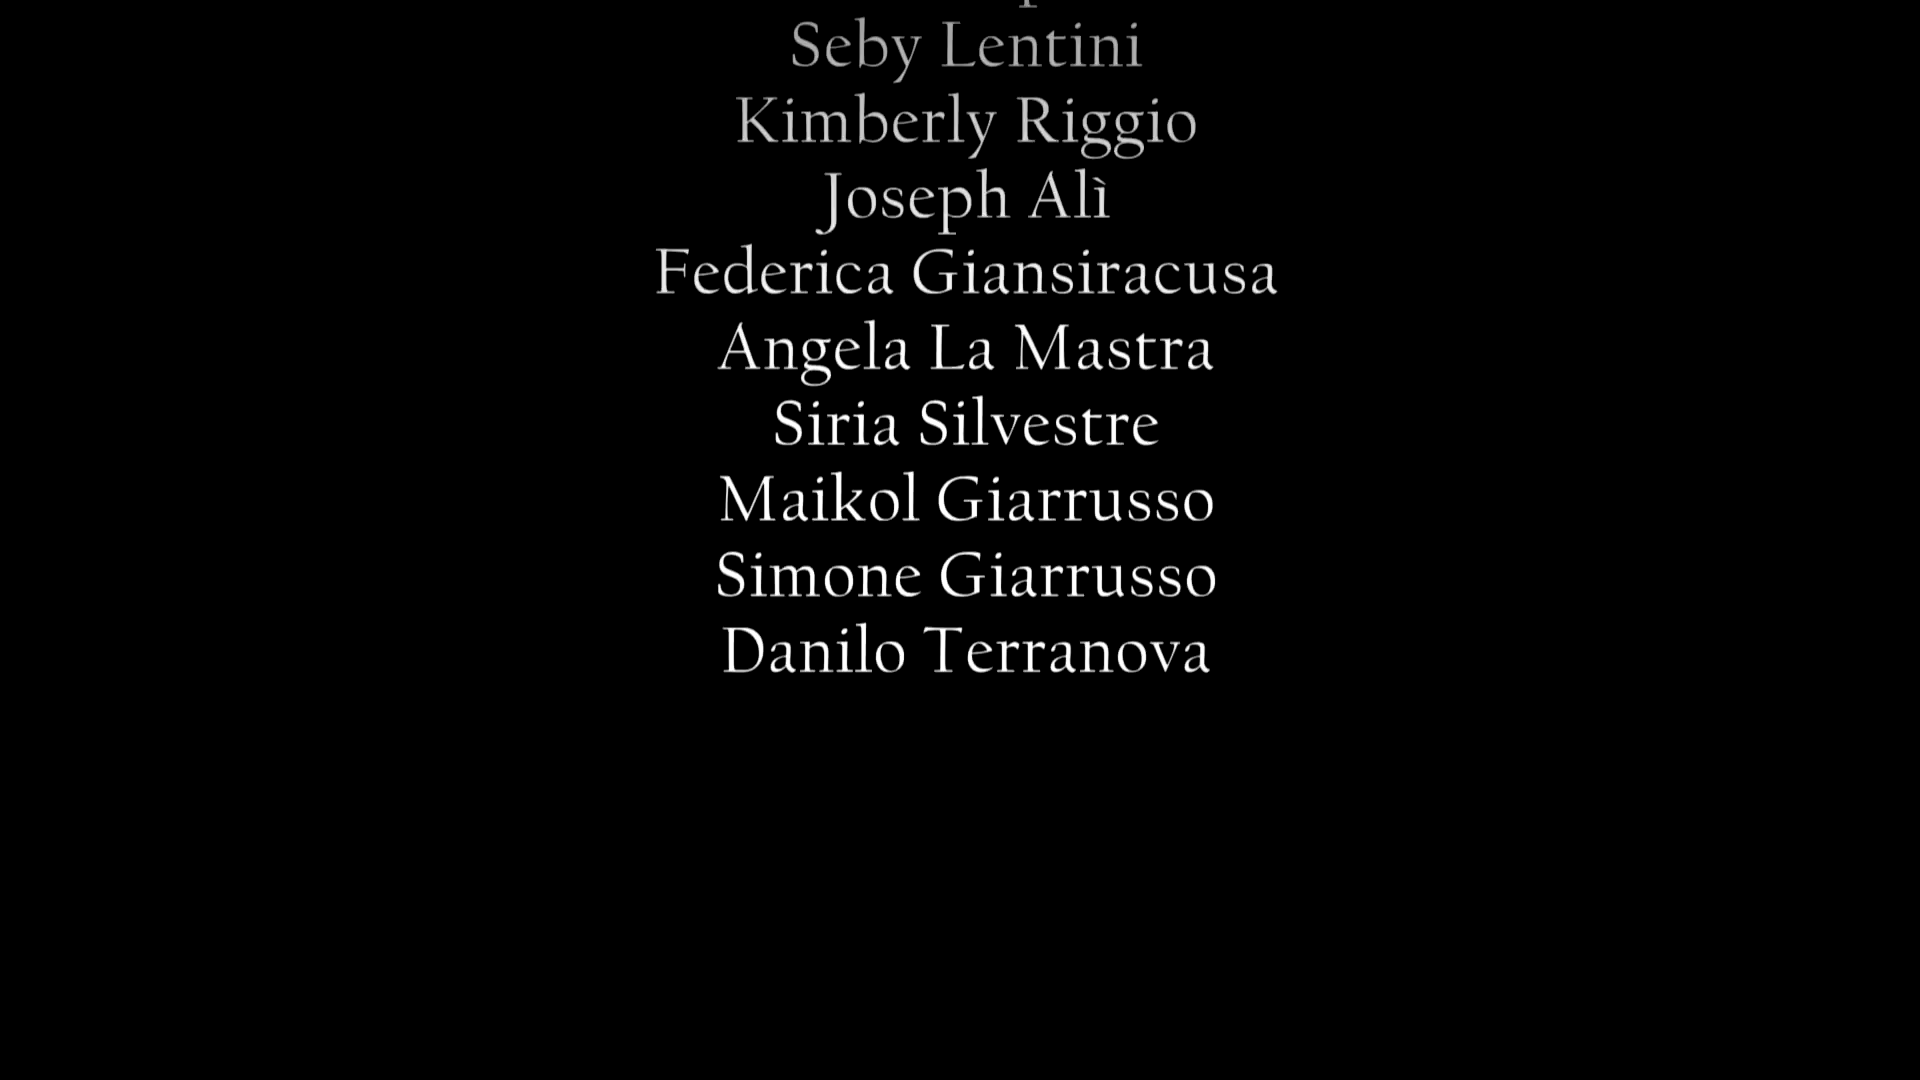 Seby Lentini
Kimberly Riggio
Joseph Alì
Federica Giansiracusa
Angela La Mastra
Siria Silvestre
Maikol Giarrusso
Simone Giarrusso
Danilo Terranova